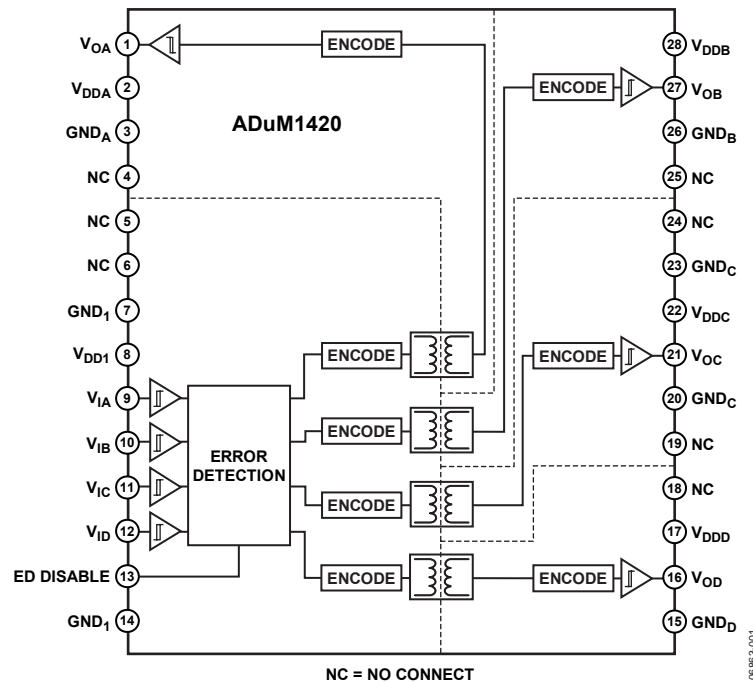 VOA 1
VDDA 2
GNDA 3
NC 4
NC 5
NC 6
GND1 7
VDD1 8
VIA 9
VIB 10
VIC 11
VID 12
ED DISABLE 13
GND1 14
ENCODE
ADuM1420
ENCODE
ENCODE
ENCODE
ENCODE
ERROR
DETECTION
ENCODE
ENCODE
ENCODE
28 VDDB
27 VOB
26 GNDB
25 NC
24 NC
23 GNDC
22 VDDC
21 VOC
20 GNDC
19 NC
18 NC
17 VDDD
16 VOD
15 GNDD
NC = NO CONNECT